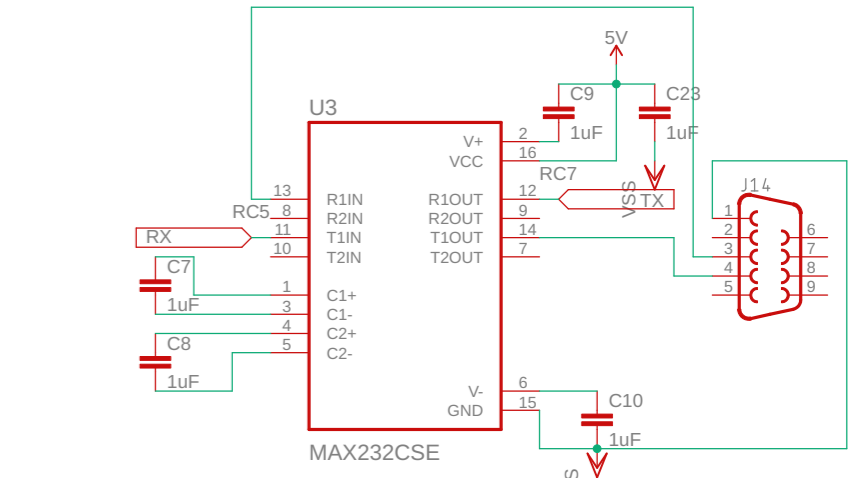 5V
C9
C23
1uF
1uF
U3
V+
2
VCC
16
RC7
J14
13
R1IN
R1OUT
12
TX
VSS
1
RC5
8
R2IN
R2OUT
9
2
6
RX
11
T1IN
T1OUT
14
3
7
10
T2IN
T2OUT
7
4
8
5
9
C7
1uF
1
C1+
3
C1-
4
C2+
5
C2-
C8
1uF
V-
6
GND
15
C10
1uF
MAX232CSE
S